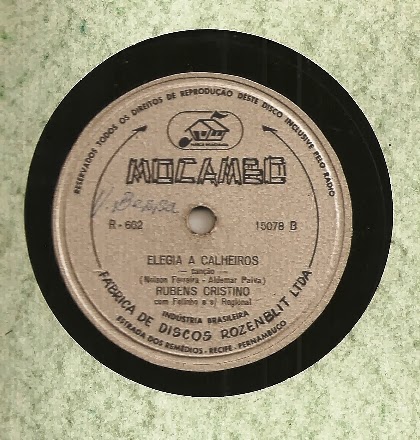 RESERVADOS TODOS OS DIREITOS DE REPRODUÇÃO DESTE DISCO INCLUSIVE PELO RADIO
MOCAMBO
R-602
15078 B
ELEGIA A CALHEIROS
— canção —
(Nelson Ferreira - Aldemar Paiva)
RUBENS CRISTINO
com Felinho e s/ Regional
INDÚSTRIA BRASILEIRA
FABRICA DE DISCOS ROZENBLIT LTDA
ESTRADA DOS REMÉDIOS - RECIFE - PERNAMBUCO